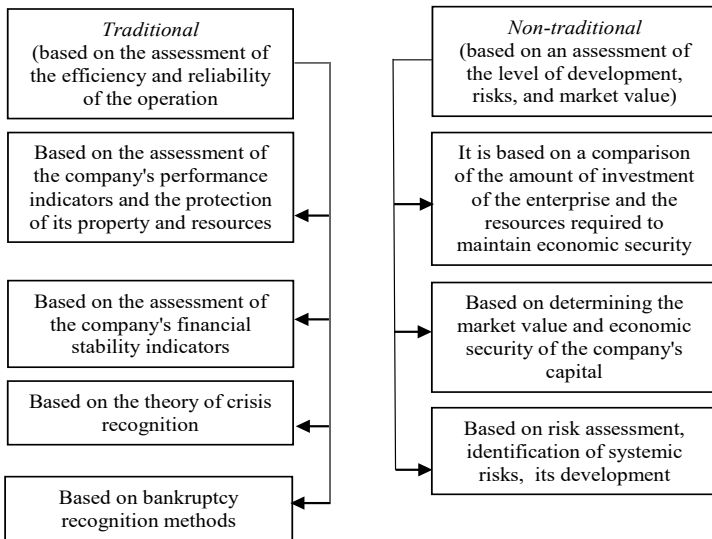 Traditional
(based on the assessment of
the efficiency and reliability
of the operation
Based on the assessment of
the company's performance
indicators and the protection
of its property and resources
Based on the assessment of
the company's financial
stability indicators
Based on the theory of crisis
recognition
Based on bankruptcy
recognition methods
Non-traditional
(based on an assessment of
the level of development,
risks, and market value)
It is based on a comparison
of the amount of investment
of the enterprise and the
resources required to
maintain economic security
Based on determining the
market value and economic
security of the company's
capital
Based on risk assessment,
identification of systemic
risks, its development